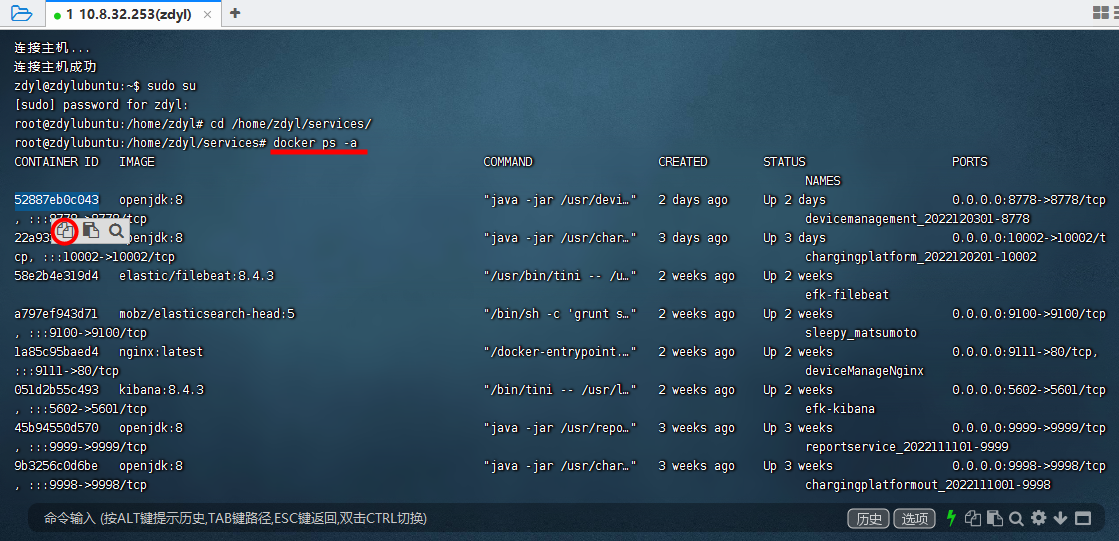 1 10.8.32.253(zdyl) × +
连接主机...
连接主机成功
zdyl@zdylubuntu:~$ sudo su
[sudo] password for zdyl:
root@zdylubuntu:/home/zdyl# cd /home/zdyl/services/
root@zdylubuntu:/home/zdyl/services# docker ps -a
CONTAINER ID IMAGE COMMAND CREATED STATUS PORTS
NAMES
52887eb0c043 openjdk:8 "java -jar /usr/devi…" 2 days ago Up 2 days 0.0.0.0:8778->8778/tcp
, :::8778->8778/tcp devicemanagement_2022120301-8778
22a93 openjdk:8 "java -jar /usr/char…" 3 days ago Up 3 days 0.0.0.0:10002->10002/t
cp, :::10002->10002/tcp chargingplatform_2022120201-10002
58e2b4e319d4 elastic/filebeat:8.4.3 "/usr/bin/tini -- /u…" 2 weeks ago Up 2 weeks
efk-filebeat
a797ef943d71 mobz/elasticsearch-head:5 "/bin/sh -c 'grunt s…" 2 weeks ago Up 2 weeks 0.0.0.0:9100->9100/tcp
, :::9100->9100/tcp sleepy_matsumoto
1a85c95baed4 nginx:latest "/docker-entrypoint.…" 2 weeks ago Up 2 weeks 0.0.0.0:9111->80/tcp,
:::9111->80/tcp deviceManageNginx
051d2b55c493 kibana:8.4.3 "/bin/tini -- /usr/l…" 2 weeks ago Up 2 weeks 0.0.0.0:5602->5601/tcp
, :::5602->5601/tcp efk-kibana
45b94550d570 openjdk:8 "java -jar /usr/repo…" 3 weeks ago Up 3 weeks 0.0.0.0:9999->9999/tcp
, :::9999->9999/tcp reportservice_2022111101-9999
9b3256c0d6be openjdk:8 "java -jar /usr/char…" 3 weeks ago Up 3 weeks 0.0.0.0:9998->9998/tcp
, :::9998->9998/tcp chargingplatformout_2022111001-9998
命令输入 (按ALT键提示历史,TAB键路径,ESC键返回,双击CTRL切换) 历史 选项